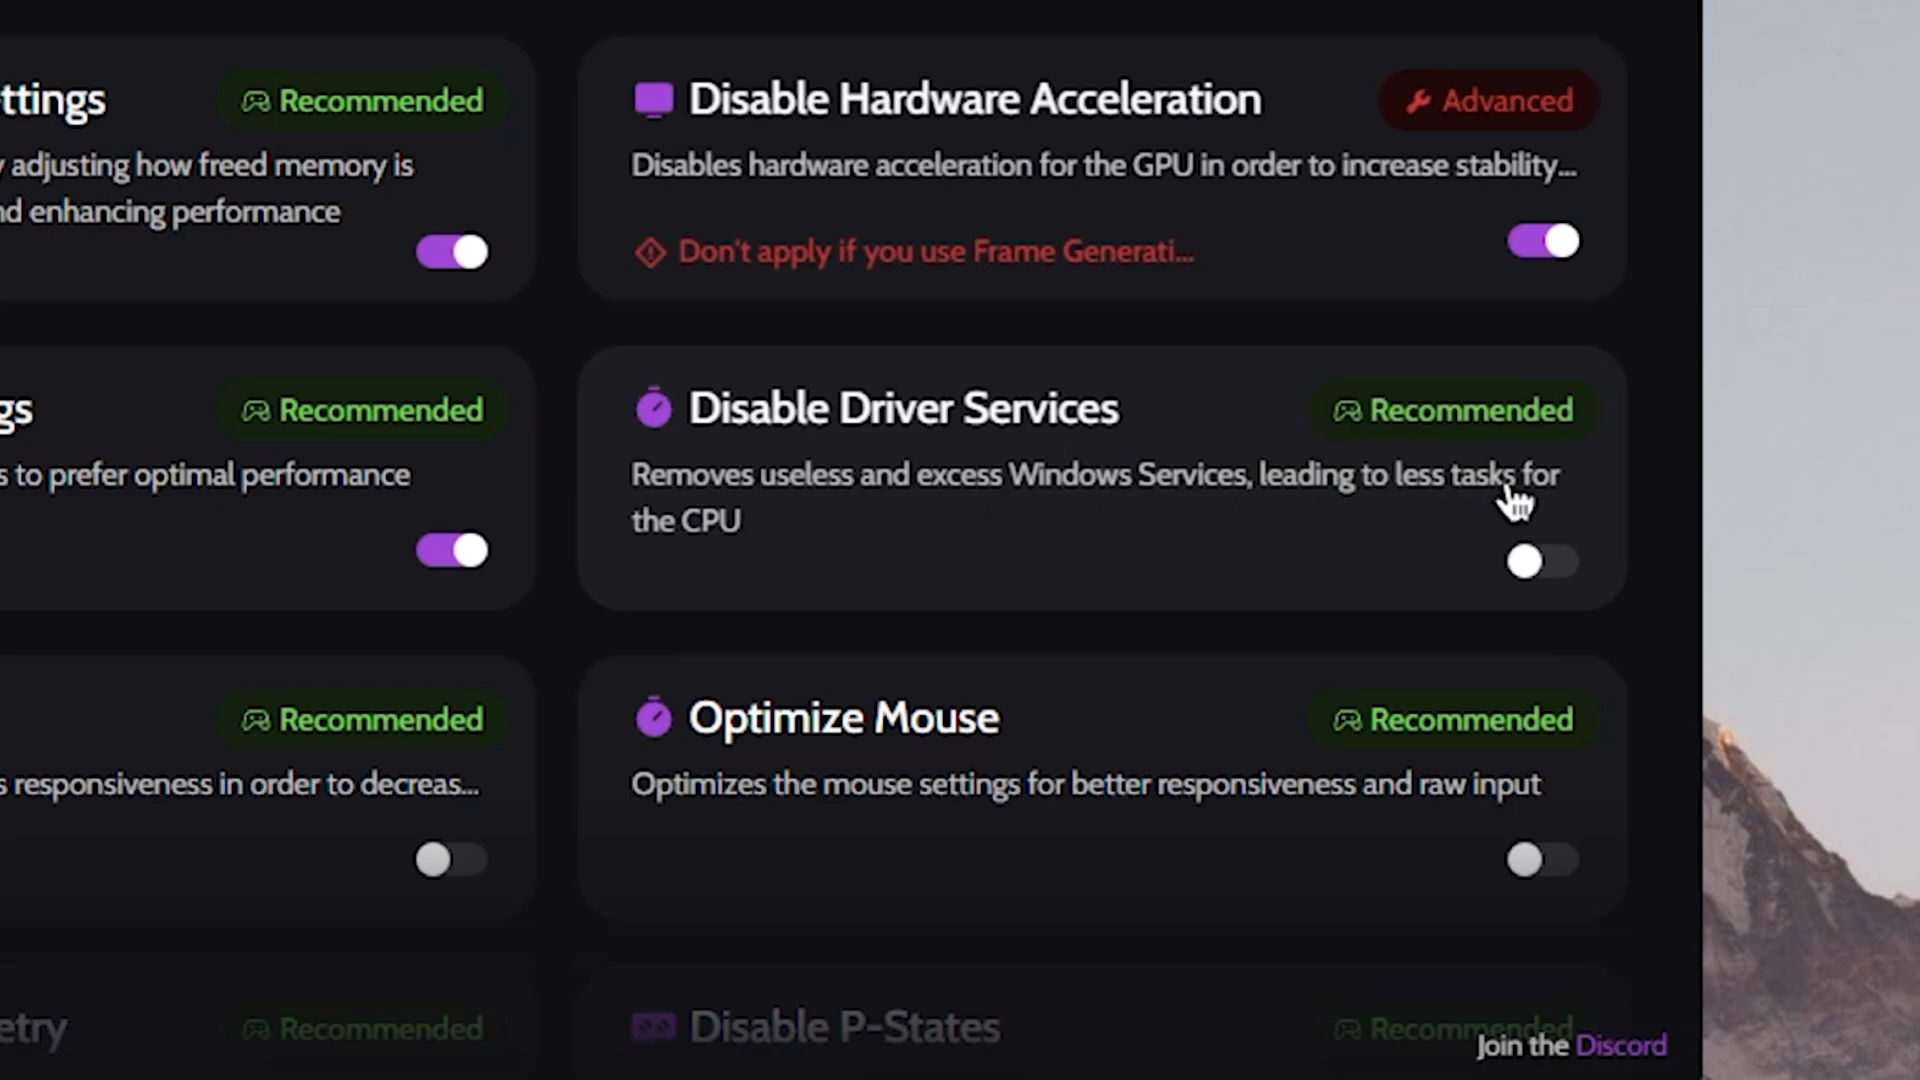 ttings
Recommended
adjusting how freed memory is
nd enhancing performance
Disable Hardware Acceleration
Advanced
Disables hardware acceleration for the GPU in order to increase stability...
Don't apply if you use Frame Generati...
gs
Recommended
s to prefer optimal performance
Disable Driver Services
Recommended
Removes useless and excess Windows Services, leading to less tasks for
the CPU
Recommended
s responsiveness in order to decreas...
Optimize Mouse
Recommended
Optimizes the mouse settings for better responsiveness and raw input
etry
Recommended
Disable P-States
Recommended
Join the Discord